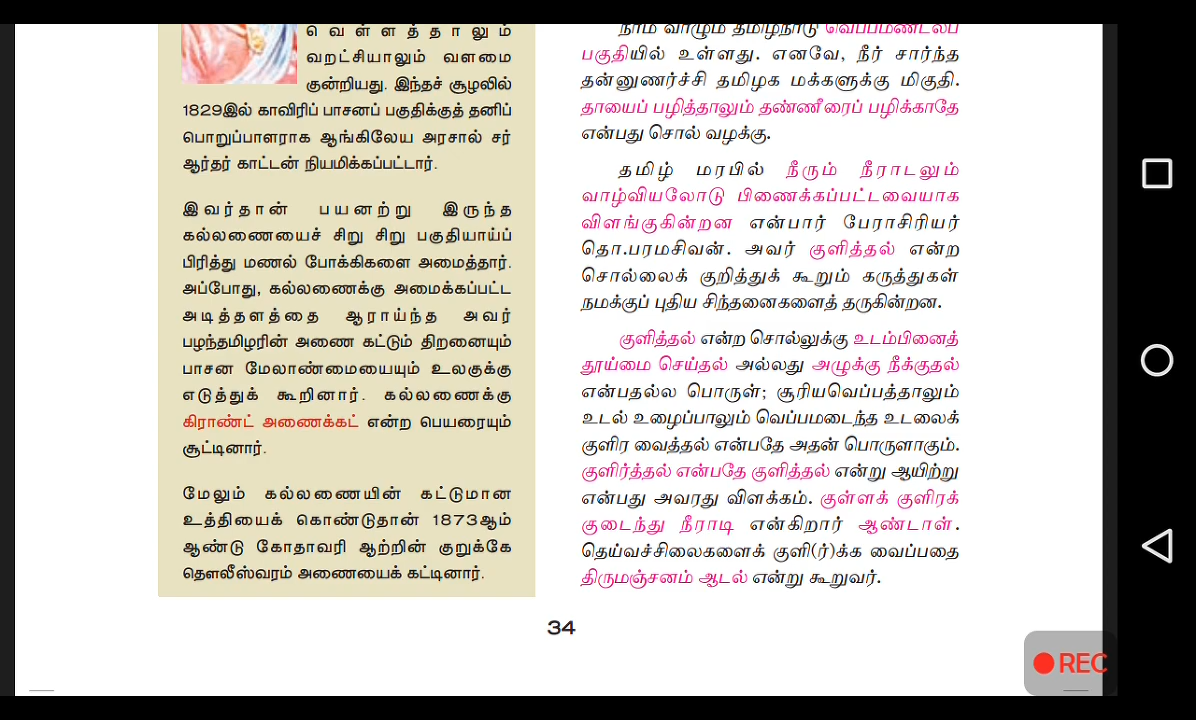 வெள்ளத்தாலும்
வறட்சியாலும் வளமை
குன்றியது. இந்தச் சூழலில்
1829இல் காவிரிப் பாசனப் பகுதிக்குத் தனிப்
பொறுப்பாளராக ஆங்கிலேய அரசால் சர்
ஆர்தர் காட்டன் நியமிக்கப்பட்டார்.
இவர்தான் பயனற்று இருந்த
கல்லணையைச் சிறு சிறு பகுதியாய்ப்
பிரித்து மணல் போக்கிகளை அமைத்தார்.
அப்போது, கல்லணைக்கு அமைக்கப்பட்ட
அடித்தளத்தை ஆராய்ந்த அவர்
பழந்தமிழரின் அணை கட்டும் திறனையும்
பாசன மேலாண்மையையும் உலகுக்கு
எடுத்துக் கூறினார். கல்லணைக்கு
கிராண்ட் அணைக்கட் என்ற பெயரையும்
சூட்டினார்.
மேலும் கல்லணையின் கட்டுமான
உத்தியைக் கொண்டுதான் 1873ஆம்
ஆண்டு கோதாவரி ஆற்றின் குறுக்கே
தௌலீஸ்வரம் அணையைக் கட்டினார்.
நாம் வாழும் தமிழ்நாடு வெப்பமண்டலப்
பகுதியில் உள்ளது. எனவே, நீர் சார்ந்த
தன்னுணர்ச்சி தமிழக மக்களுக்கு மிகுதி.
தாயைப் பழித்தாலும் தண்ணீரைப் பழிக்காதே
என்பது சொல் வழக்கு.
தமிழ் மரபில் நீரும் நீராடலும்
வாழ்வியலோடு பிணைக்கப்பட்டவையாக
விளங்குகின்றன என்பார் பேராசிரியர்
தொ.பரமசிவன். அவர் குளித்தல் என்ற
சொல்லைக் குறித்துக் கூறும் கருத்துகள்
நமக்குப் புதிய சிந்தனைகளைத் தருகின்றன.
குளித்தல் என்ற சொல்லுக்கு உடம்பினைத்
தூய்மை செய்தல் அல்லது அழுக்கு நீக்குதல்
என்பதல்ல பொருள்; சூரியவெப்பத்தாலும்
உடல் உழைப்பாலும் வெப்பமடைந்த உடலைக்
குளிர வைத்தல் என்பதே அதன் பொருளாகும்.
குளிர்த்தல் என்பதே குளித்தல் என்று ஆயிற்று
என்பது அவரது விளக்கம். குள்ளக் குளிரக்
குடைந்து நீராடி என்கிறார் ஆண்டாள்.
தெய்வச்சிலைகளைக் குளி(ர்)க்க வைப்பதை
திருமஞ்சனம் ஆடல் என்று கூறுவர்.
34
REC